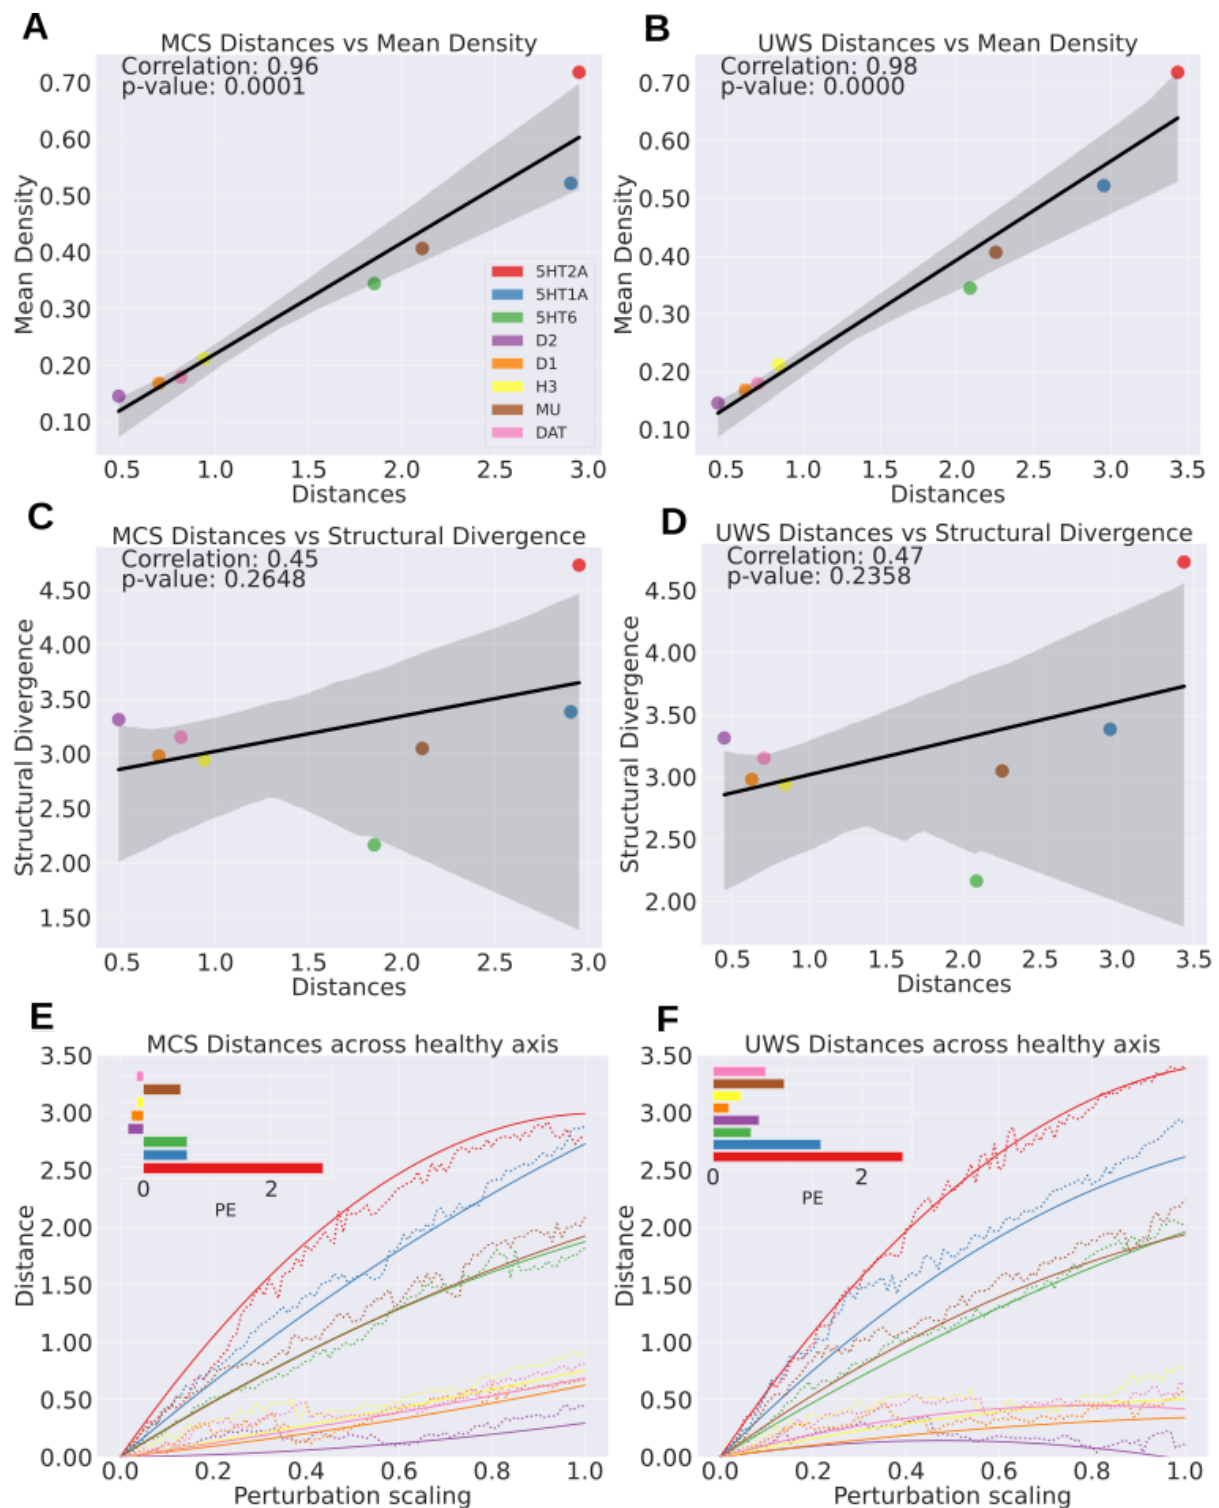 A
MCS Distances vs Mean Density
Correlation: 0.96
p-value: 0.0001
0.70
0.60
0.50
0.40
0.30
0.20
0.10
Mean Density
5HT2A
5HT1A
5HT6
D2
D1
H3
MU
DAT
0.5 1.0 1.5 2.0 2.5 3.0
Distances
B
UWS Distances vs Mean Density
Correlation: 0.98
p-value: 0.0000
0.70
0.60
0.50
0.40
0.30
0.20
0.10
Mean Density
0.5 1.0 1.5 2.0 2.5 3.0 3.5
Distances
C
MCS Distances vs Structural Divergence
Correlation: 0.45
p-value: 0.2648
4.50
4.00
3.50
3.00
2.50
2.00
1.50
Structural Divergence
0.5 1.0 1.5 2.0 2.5 3.0
Distances
D
UWS Distances vs Structural Divergence
Correlation: 0.47
p-value: 0.2358
4.50
4.00
3.50
3.00
2.50
2.00
Structural Divergence
0.5 1.0 1.5 2.0 2.5 3.0 3.5
Distances
E
MCS Distances across healthy axis
3.50
3.00
2.50
2.00
1.50
1.00
0.50
0.00
Distance
0 2
PE
0.0 0.2 0.4 0.6 0.8 1.0
Perturbation scaling
F
UWS Distances across healthy axis
3.50
3.00
2.50
2.00
1.50
1.00
0.50
0.00
Distance
0 2
PE
0.0 0.2 0.4 0.6 0.8 1.0
Perturbation scaling